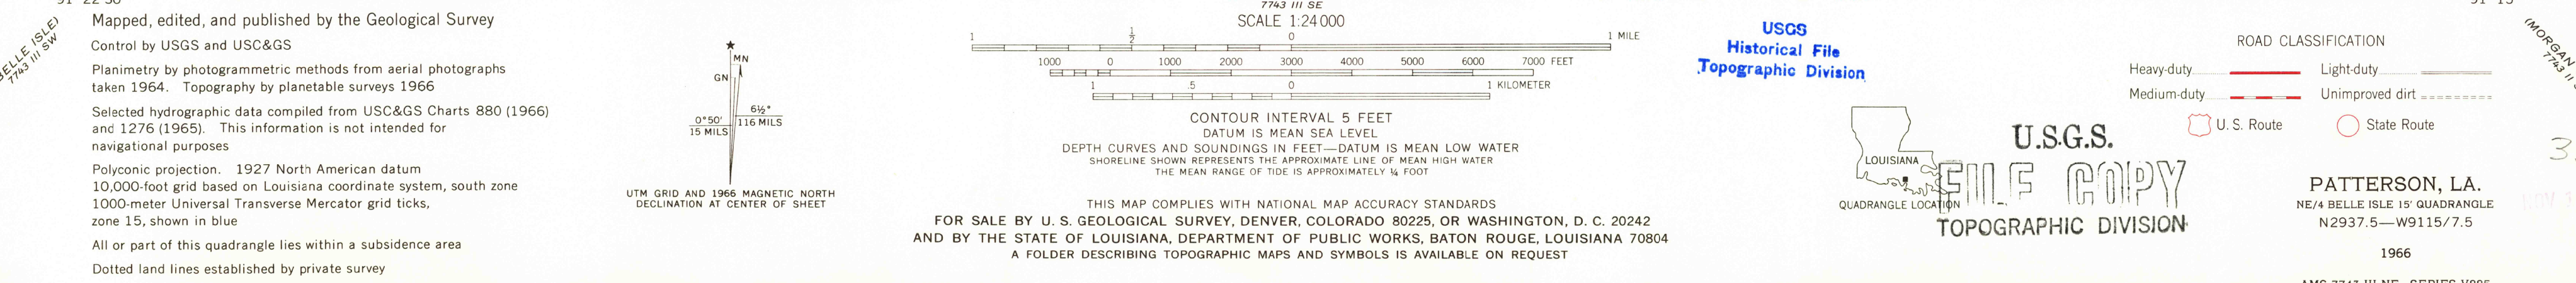 BELLE ISLE)
7743 III SW
Mapped, edited, and published by the Geological Survey
Control by USGS and USC&GS
Planimetry by photogrammetric methods from aerial photographs
taken 1964. Topography by planetable surveys 1966
Selected hydrographic data compiled from USC&GS Charts 880 (1966)
and 1276 (1965). This information is not intended for
navigational purposes
Polyconic projection. 1927 North American datum
10,000-foot grid based on Louisiana coordinate system, south zone
1000-meter Universal Transverse Mercator grid ticks,
zone 15, shown in blue
All or part of this quadrangle lies within a subsidence area
Dotted land lines established by private survey
MN
GN
0°50′
15 MILS
6½°
116 MILS
UTM GRID AND 1966 MAGNETIC NORTH
DECLINATION AT CENTER OF SHEET
7743 III SE
SCALE 1:24 000
1 ½ 0 1 MILE
1000 0 1000 2000 3000 4000 5000 6000 7000 FEET
1 .5 0 1 KILOMETER
CONTOUR INTERVAL 5 FEET
DATUM IS MEAN SEA LEVEL
DEPTH CURVES AND SOUNDINGS IN FEET—DATUM IS MEAN LOW WATER
SHORELINE SHOWN REPRESENTS THE APPROXIMATE LINE OF MEAN HIGH WATER
THE MEAN RANGE OF TIDE IS APPROXIMATELY ¼ FOOT
THIS MAP COMPLIES WITH NATIONAL MAP ACCURACY STANDARDS
FOR SALE BY U. S. GEOLOGICAL SURVEY, DENVER, COLORADO 80225, OR WASHINGTON, D. C. 20242
AND BY THE STATE OF LOUISIANA, DEPARTMENT OF PUBLIC WORKS, BATON ROUGE, LOUISIANA 70804
A FOLDER DESCRIBING TOPOGRAPHIC MAPS AND SYMBOLS IS AVAILABLE ON REQUEST
USGS
Historical File
Topographic Division
LOUISIANA
QUADRANGLE LOCATION
U.S.G.S.
FILE COPY
TOPOGRAPHIC DIVISION
ROAD CLASSIFICATION
Heavy-duty Light-duty
Medium-duty Unimproved dirt
U. S. Route State Route
PATTERSON, LA.
NE/4 BELLE ISLE 15′ QUADRANGLE
N2937.5—W9115/7.5
1966
(MORGAN
7743 II